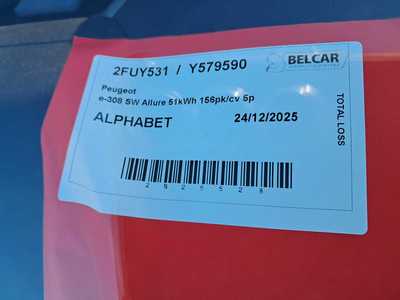 2FUY531 / Y579590
BELCAR
Peugeot
e-308 SW Allure 51kWh 156pk/cv 5p
ALPHABET 24/12/2025
TOTAL LOSS